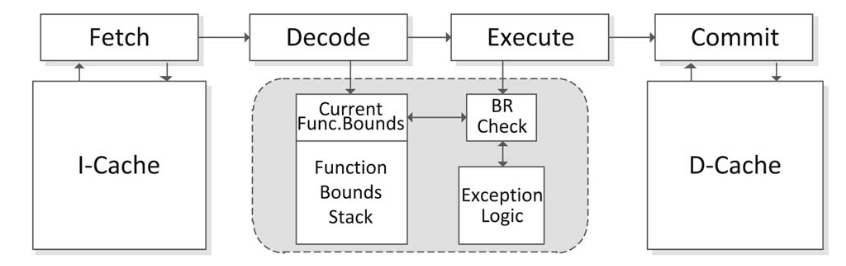 Fetch
Decode
Execute
Commit
I-Cache
Current
Func.Bounds
Function
Bounds
Stack
BR
Check
Exception
Logic
D-Cache